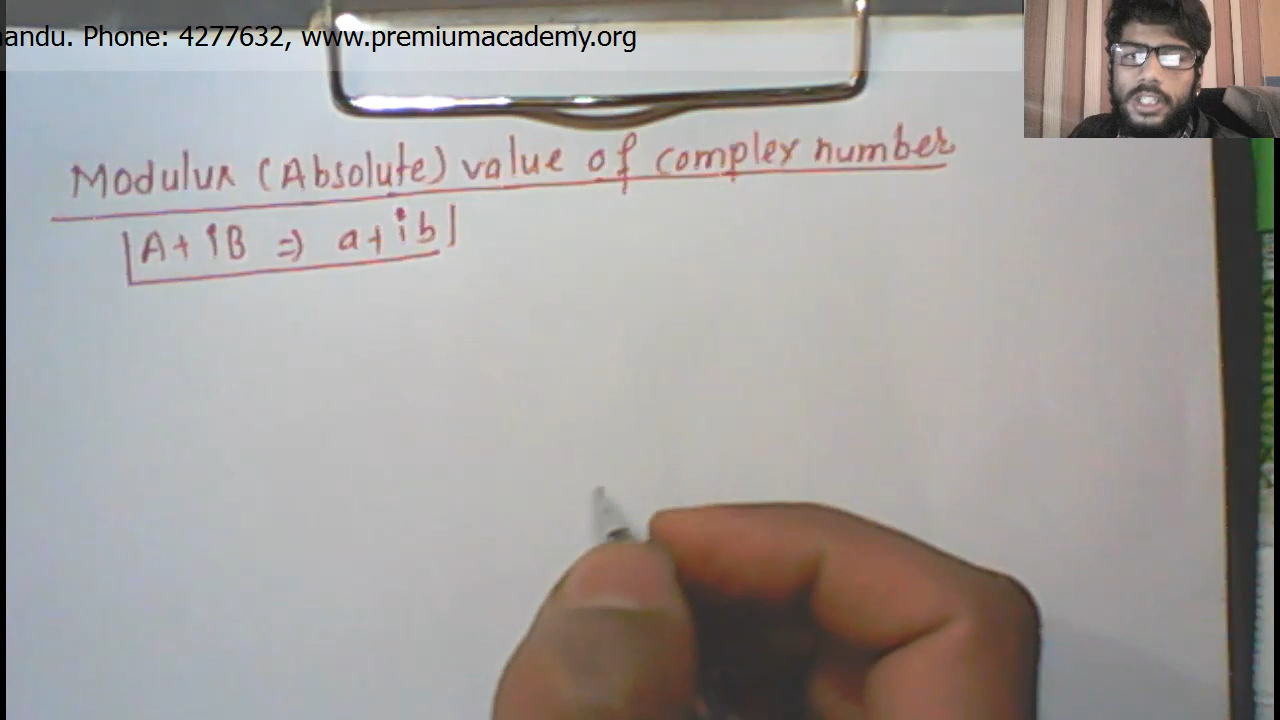 andu. Phone: 4277632, www.premiumacademy.org
Modulus (Absolute) value of complex number
|A + iB => a + ib|